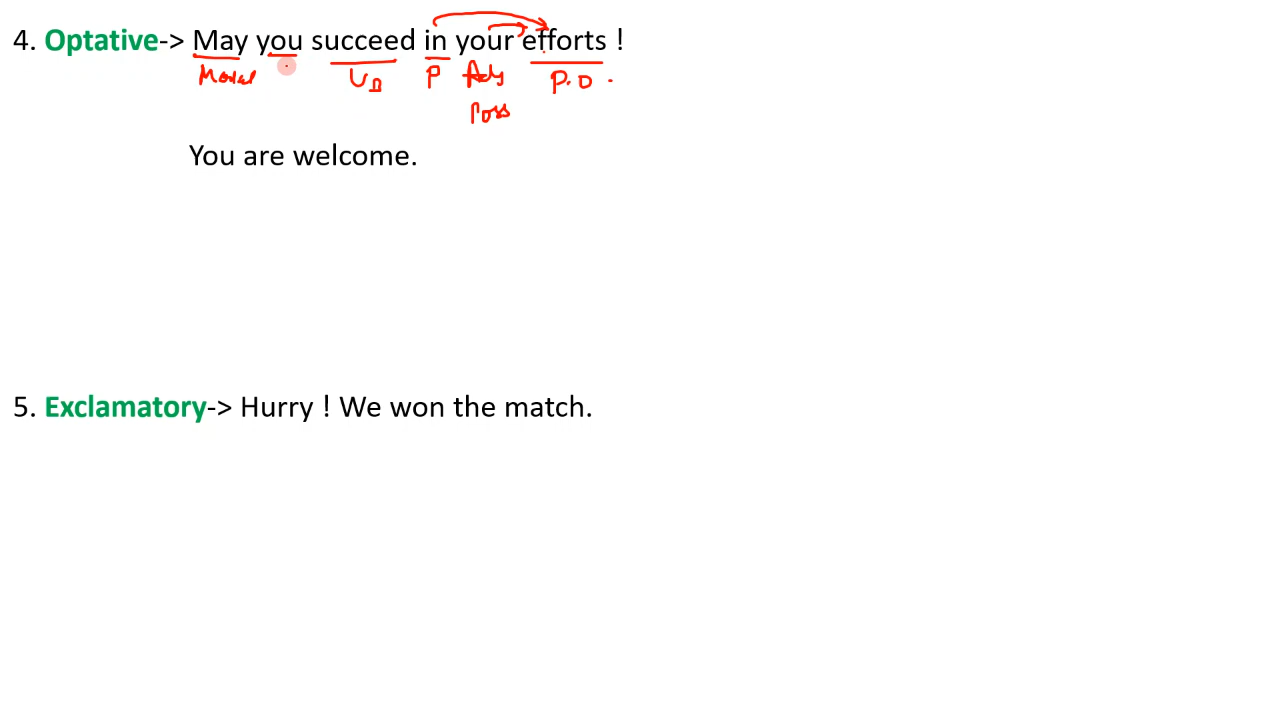 4. Optative-> May you succeed in your efforts !
Modal P Adj P.O.
Poss
You are welcome.
5. Exclamatory-> Hurry ! We won the match.